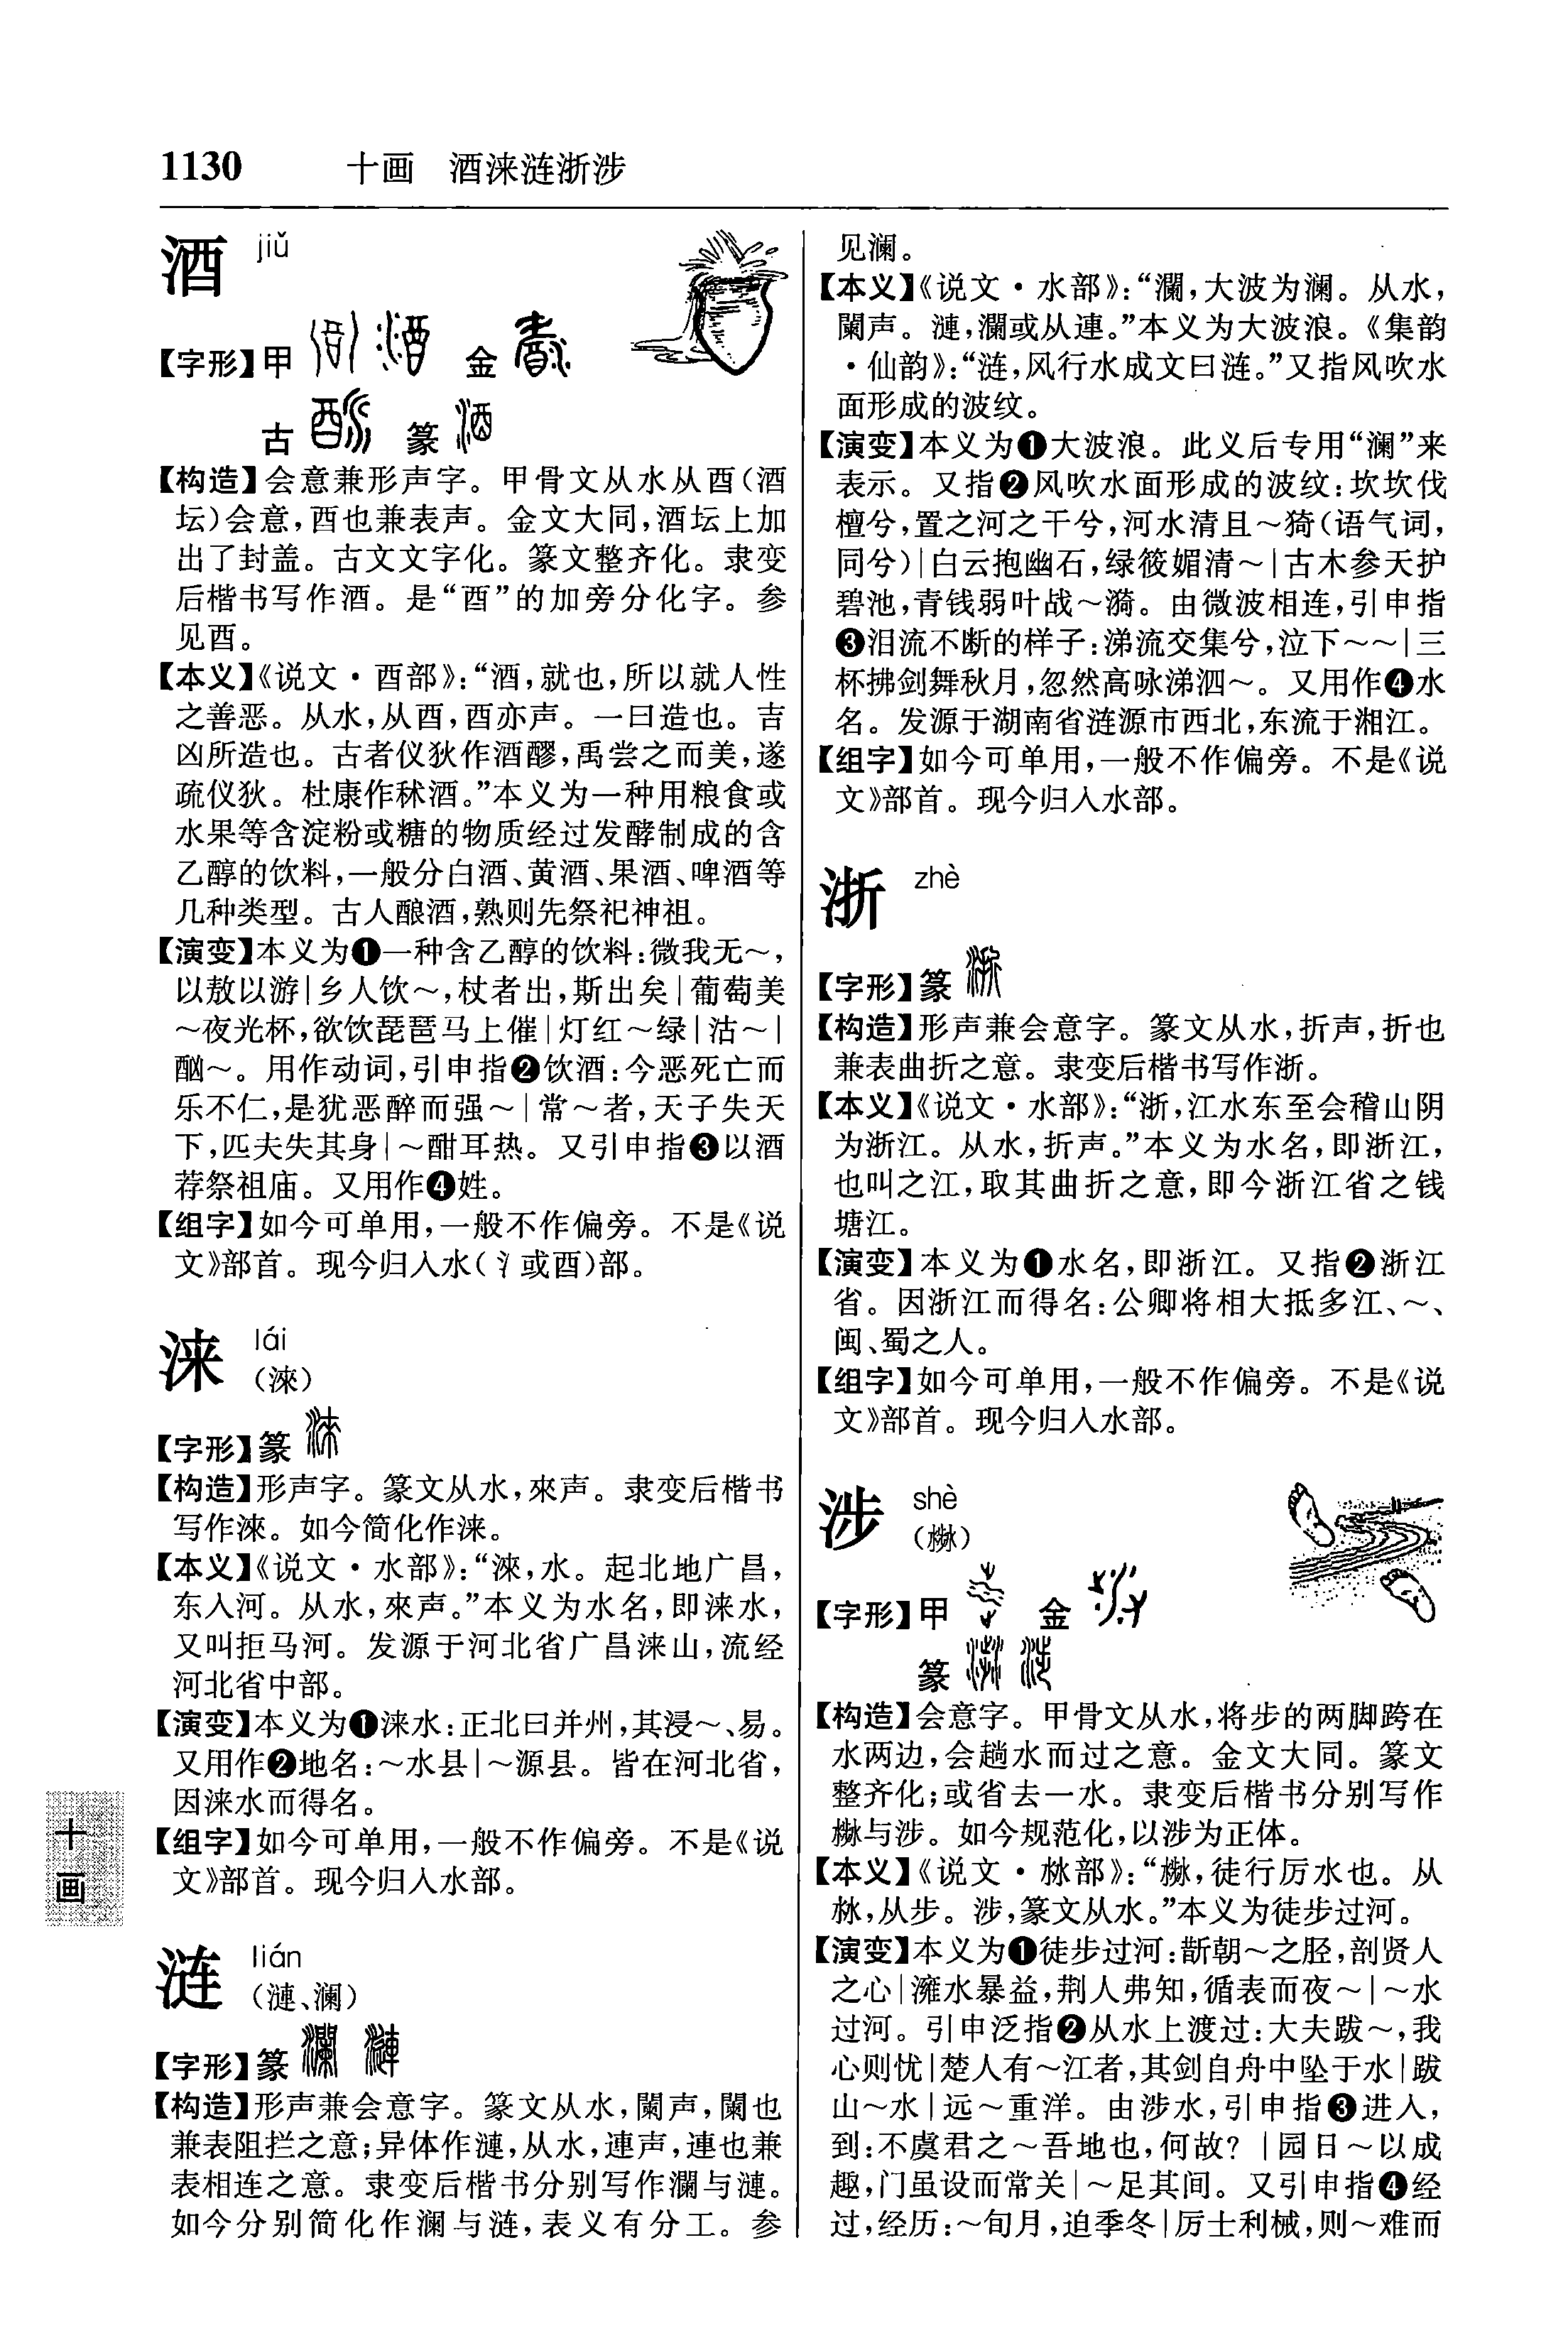 1130 十画 酒涞涟浙涉
酒 jiǔ
【字形】甲 金
古 篆
【构造】会意兼形声字。甲骨文从水从酉(酒
坛)会意,酉也兼表声。金文大同,酒坛上加
出了封盖。古文文字化。篆文整齐化。隶变
后楷书写作酒。是“酉”的加旁分化字。参
见酉。
【本义】《说文·酉部》:“酒,就也,所以就人性
之善恶。从水,从酉,酉亦声。一曰造也。吉
凶所造也。古者仪狄作酒醪,禹尝之而美,遂
疏仪狄。杜康作秫酒。”本义为一种用粮食或
水果等含淀粉或糖的物质经过发酵制成的含
乙醇的饮料,一般分白酒、黄酒、果酒、啤酒等
几种类型。古人酿酒,熟则先祭祀神祖。
【演变】本义为❶一种含乙醇的饮料:微我无～,
以敖以游|乡人饮～,杖者出,斯出矣|葡萄美
～夜光杯,欲饮琵琶马上催|灯红～绿|沽～|
酗～。用作动词,引申指❷饮酒:今恶死亡而
乐不仁,是犹恶醉而强～|常～者,天子失天
下,匹夫失其身|～酣耳热。又引申指❸以酒
荐祭祖庙。又用作❹姓。
【组字】如今可单用,一般不作偏旁。不是《说
文》部首。现今归入水(氵或酉)部。
涞 lái
(淶)
【字形】篆
【构造】形声字。篆文从水,來声。隶变后楷书
写作淶。如今简化作涞。
【本义】《说文·水部》:“淶,水。起北地广昌,
东入河。从水,來声。”本义为水名,即涞水,
又叫拒马河。发源于河北省广昌涞山,流经
河北省中部。
【演变】本义为❶涞水:正北曰并州,其浸～、易。
又用作❷地名:～水县|～源县。皆在河北省,
因涞水而得名。
【组字】如今可单用,一般不作偏旁。不是《说
文》部首。现今归入水部。
涟 lián
(漣、澜)
【字形】篆
【构造】形声兼会意字。篆文从水,闌声,闌也
兼表阻拦之意;异体作漣,从水,連声,連也兼
表相连之意。隶变后楷书分别写作瀾与漣。
如今分别简化作澜与涟,表义有分工。参
见澜。
【本义】《说文·水部》:“瀾,大波为澜。从水,
闌声。漣,瀾或从連。”本义为大波浪。《集韵
·仙韵》:“涟,风行水成文曰涟。”又指风吹水
面形成的波纹。
【演变】本义为❶大波浪。此义后专用“澜”来
表示。又指❷风吹水面形成的波纹:坎坎伐
檀兮,置之河之干兮,河水清且～猗(语气词,
同兮)|白云抱幽石,绿筱媚清～|古木参天护
碧池,青钱弱叶战～漪。由微波相连,引申指
❸泪流不断的样子:涕流交集兮,泣下～～|三
杯拂剑舞秋月,忽然高咏涕泗～。又用作❹水
名。发源于湖南省涟源市西北,东流于湘江。
【组字】如今可单用,一般不作偏旁。不是《说
文》部首。现今归入水部。
浙 zhè
【字形】篆
【构造】形声兼会意字。篆文从水,折声,折也
兼表曲折之意。隶变后楷书写作浙。
【本义】《说文·水部》:“浙,江水东至会稽山阴
为浙江。从水,折声。”本义为水名,即浙江,
也叫之江,取其曲折之意,即今浙江省之钱
塘江。
【演变】本义为❶水名,即浙江。又指❷浙江
省。因浙江而得名:公卿将相大抵多江、～、
闽、蜀之人。
【组字】如今可单用,一般不作偏旁。不是《说
文》部首。现今归入水部。
涉 shè
(㴇)
【字形】甲 金
篆
【构造】会意字。甲骨文从水,将步的两脚跨在
水两边,会趟水而过之意。金文大同。篆文
整齐化;或省去一水。隶变后楷书分别写作
㴇与涉。如今规范化,以涉为正体。
【本义】《说文·沝部》:“㴇,徒行厉水也。从
沝,从步。涉,篆文从水。”本义为徒步过河。
【演变】本义为❶徒步过河:斮朝～之胫,剖贤人
之心|澭水暴益,荆人弗知,循表而夜～|～水
过河。引申泛指❷从水上渡过:大夫跋～,我
心则忧|楚人有～江者,其剑自舟中坠于水|跋
山～水|远～重洋。由涉水,引申指❸进入,
到:不虞君之～吾地也,何故? |园日～以成
趣,门虽设而常关|～足其间。又引申指❹经
过,经历:～旬月,迫季冬|厉士利械,则～难而
十
画